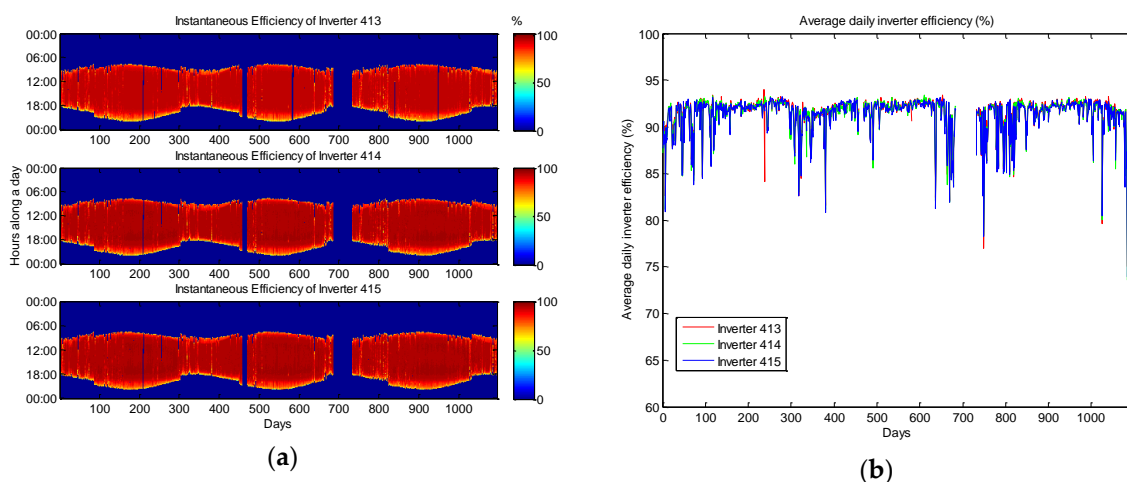 Instantaneous Efficiency of Inverter 413
%
00:00
06:00
12:00
18:00
00:00
100 200 300 400 500 600 700 800 900 1000
100
50
0
Instantaneous Efficiency of Inverter 414
Hours along a day
00:00
06:00
12:00
18:00
00:00
100 200 300 400 500 600 700 800 900 1000
100
50
0
Instantaneous Efficiency of Inverter 415
00:00
06:00
12:00
18:00
00:00
100 200 300 400 500 600 700 800 900 1000
Days
100
50
0
(a)
Average daily inverter efficiency (%)
Average daily inverter efficiency (%)
100
95
90
85
80
75
70
65
60
Inverter 413
Inverter 414
Inverter 415
0 100 200 300 400 500 600 700 800 900 1000
Days
(b)